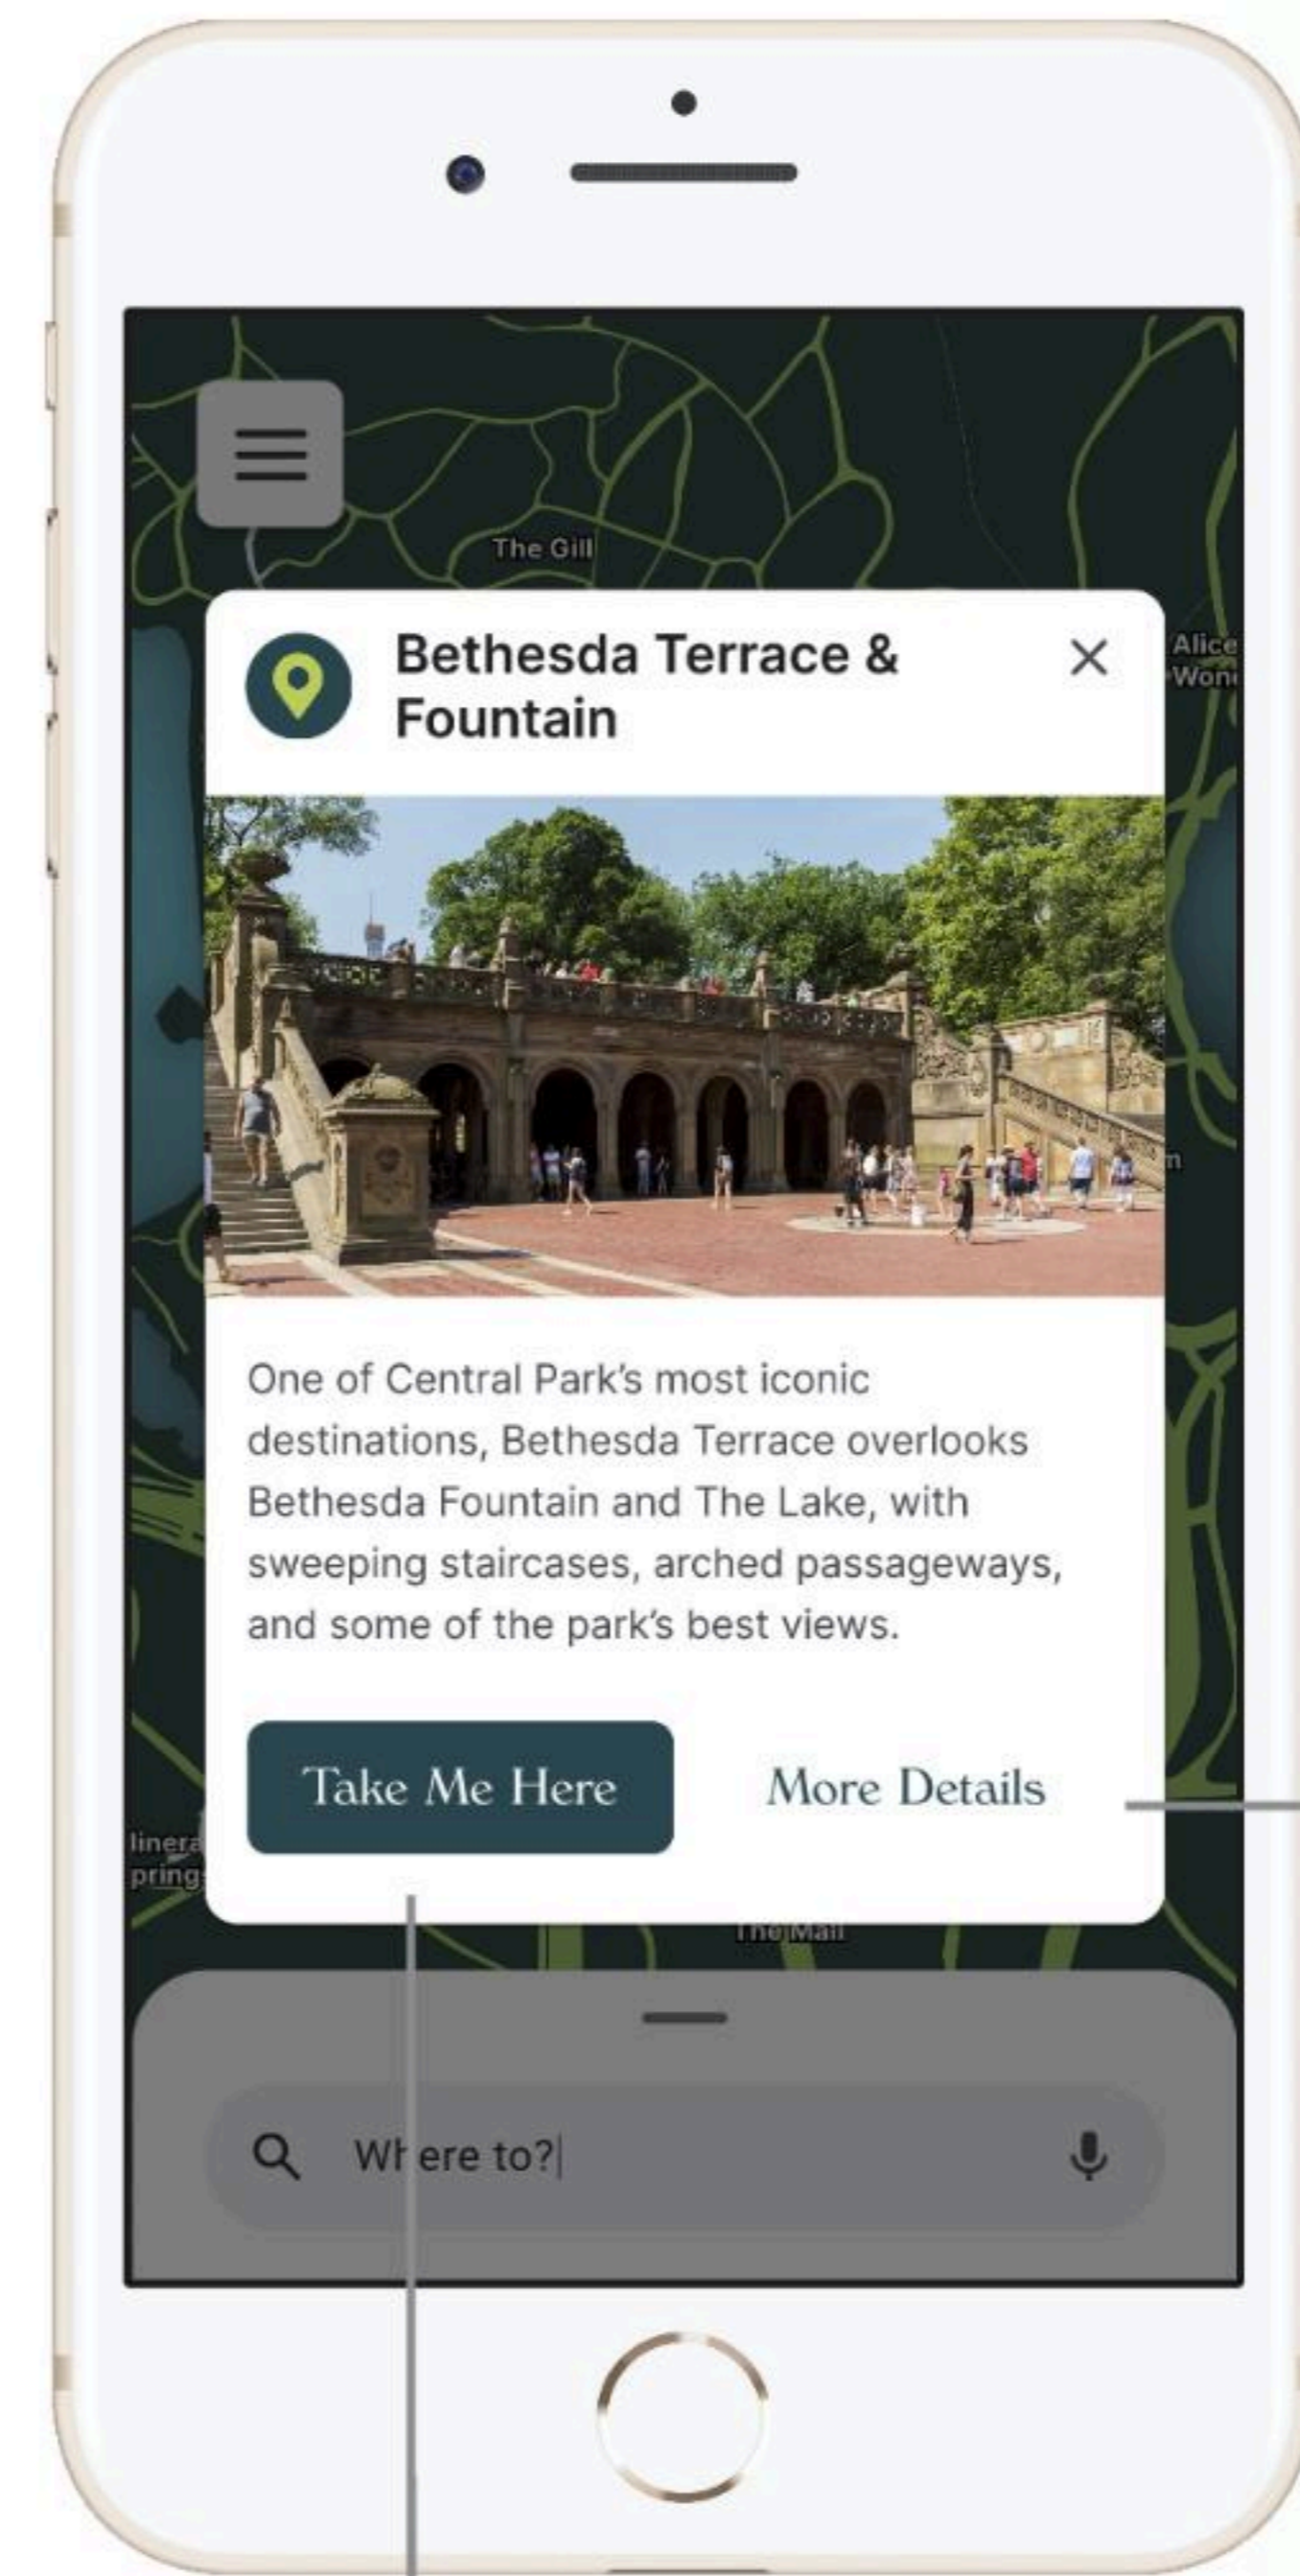 The Gill
Bethesda Terrace &
Fountain
Alice
One of Central Park’s most iconic
destinations, Bethesda Terrace overlooks
Bethesda Fountain and The Lake, with
sweeping staircases, arched passageways,
and some of the park’s best views.
Take Me Here
More Details
The Mall
Where to?